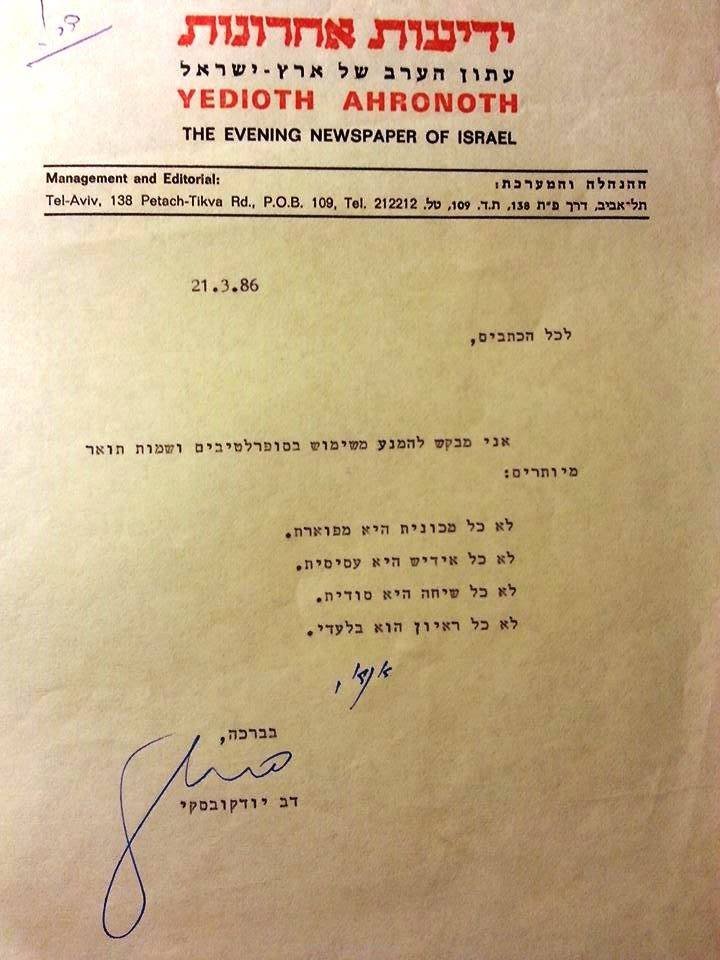 ידיעות אחרונות
עתון הערב של ארץ-ישראל
YEDIOTH AHRONOTH
THE EVENING NEWSPAPER OF ISRAEL
Management and Editorial:
ההנהלה והמערכת:
Tel-Aviv, 138 Petach-Tikva Rd., P.O.B. 109, Tel. 212212 תל־אביב, דרך פ"ת 138, ת.ד. 109, טל.
21.3.86
לכל הכתבים,
אני מבקש להמנע משימוש בסופרלטיבים ושמות תואר
מיותרים:
לא כל מכונית היא מפוארת.
לא כל אידיש היא עסיסית.
לא כל שיחה היא סודית.
לא כל ראיון הוא בלעדי.
בברכה,
דב יודקובסקי